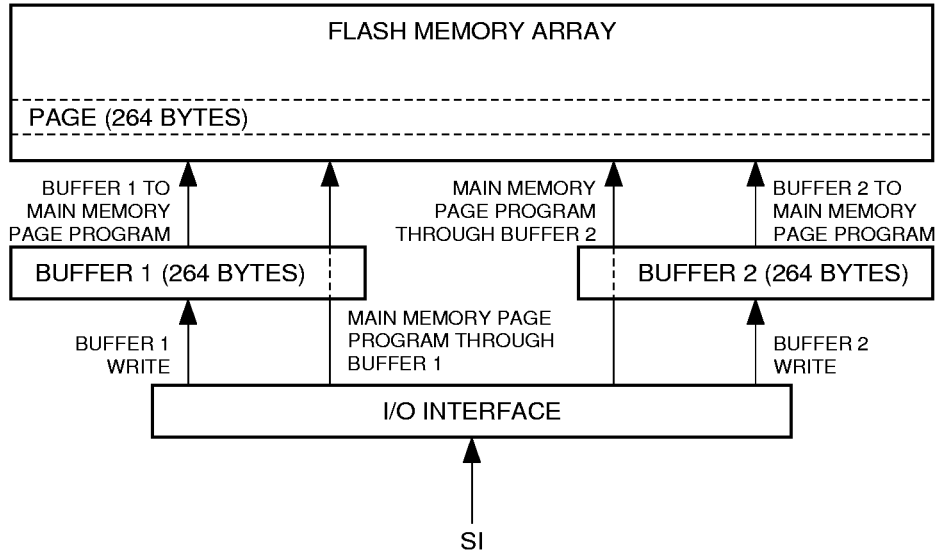 FLASH MEMORY ARRAY
PAGE (264 BYTES)
BUFFER 1 TO
MAIN MEMORY
PAGE PROGRAM
MAIN MEMORY
PAGE PROGRAM
THROUGH BUFFER 2
BUFFER 2 TO
MAIN MEMORY
PAGE PROGRAM
BUFFER 1 (264 BYTES)
BUFFER 2 (264 BYTES)
BUFFER 1
WRITE
MAIN MEMORY PAGE
PROGRAM THROUGH
BUFFER 1
BUFFER 2
WRITE
I/O INTERFACE
SI